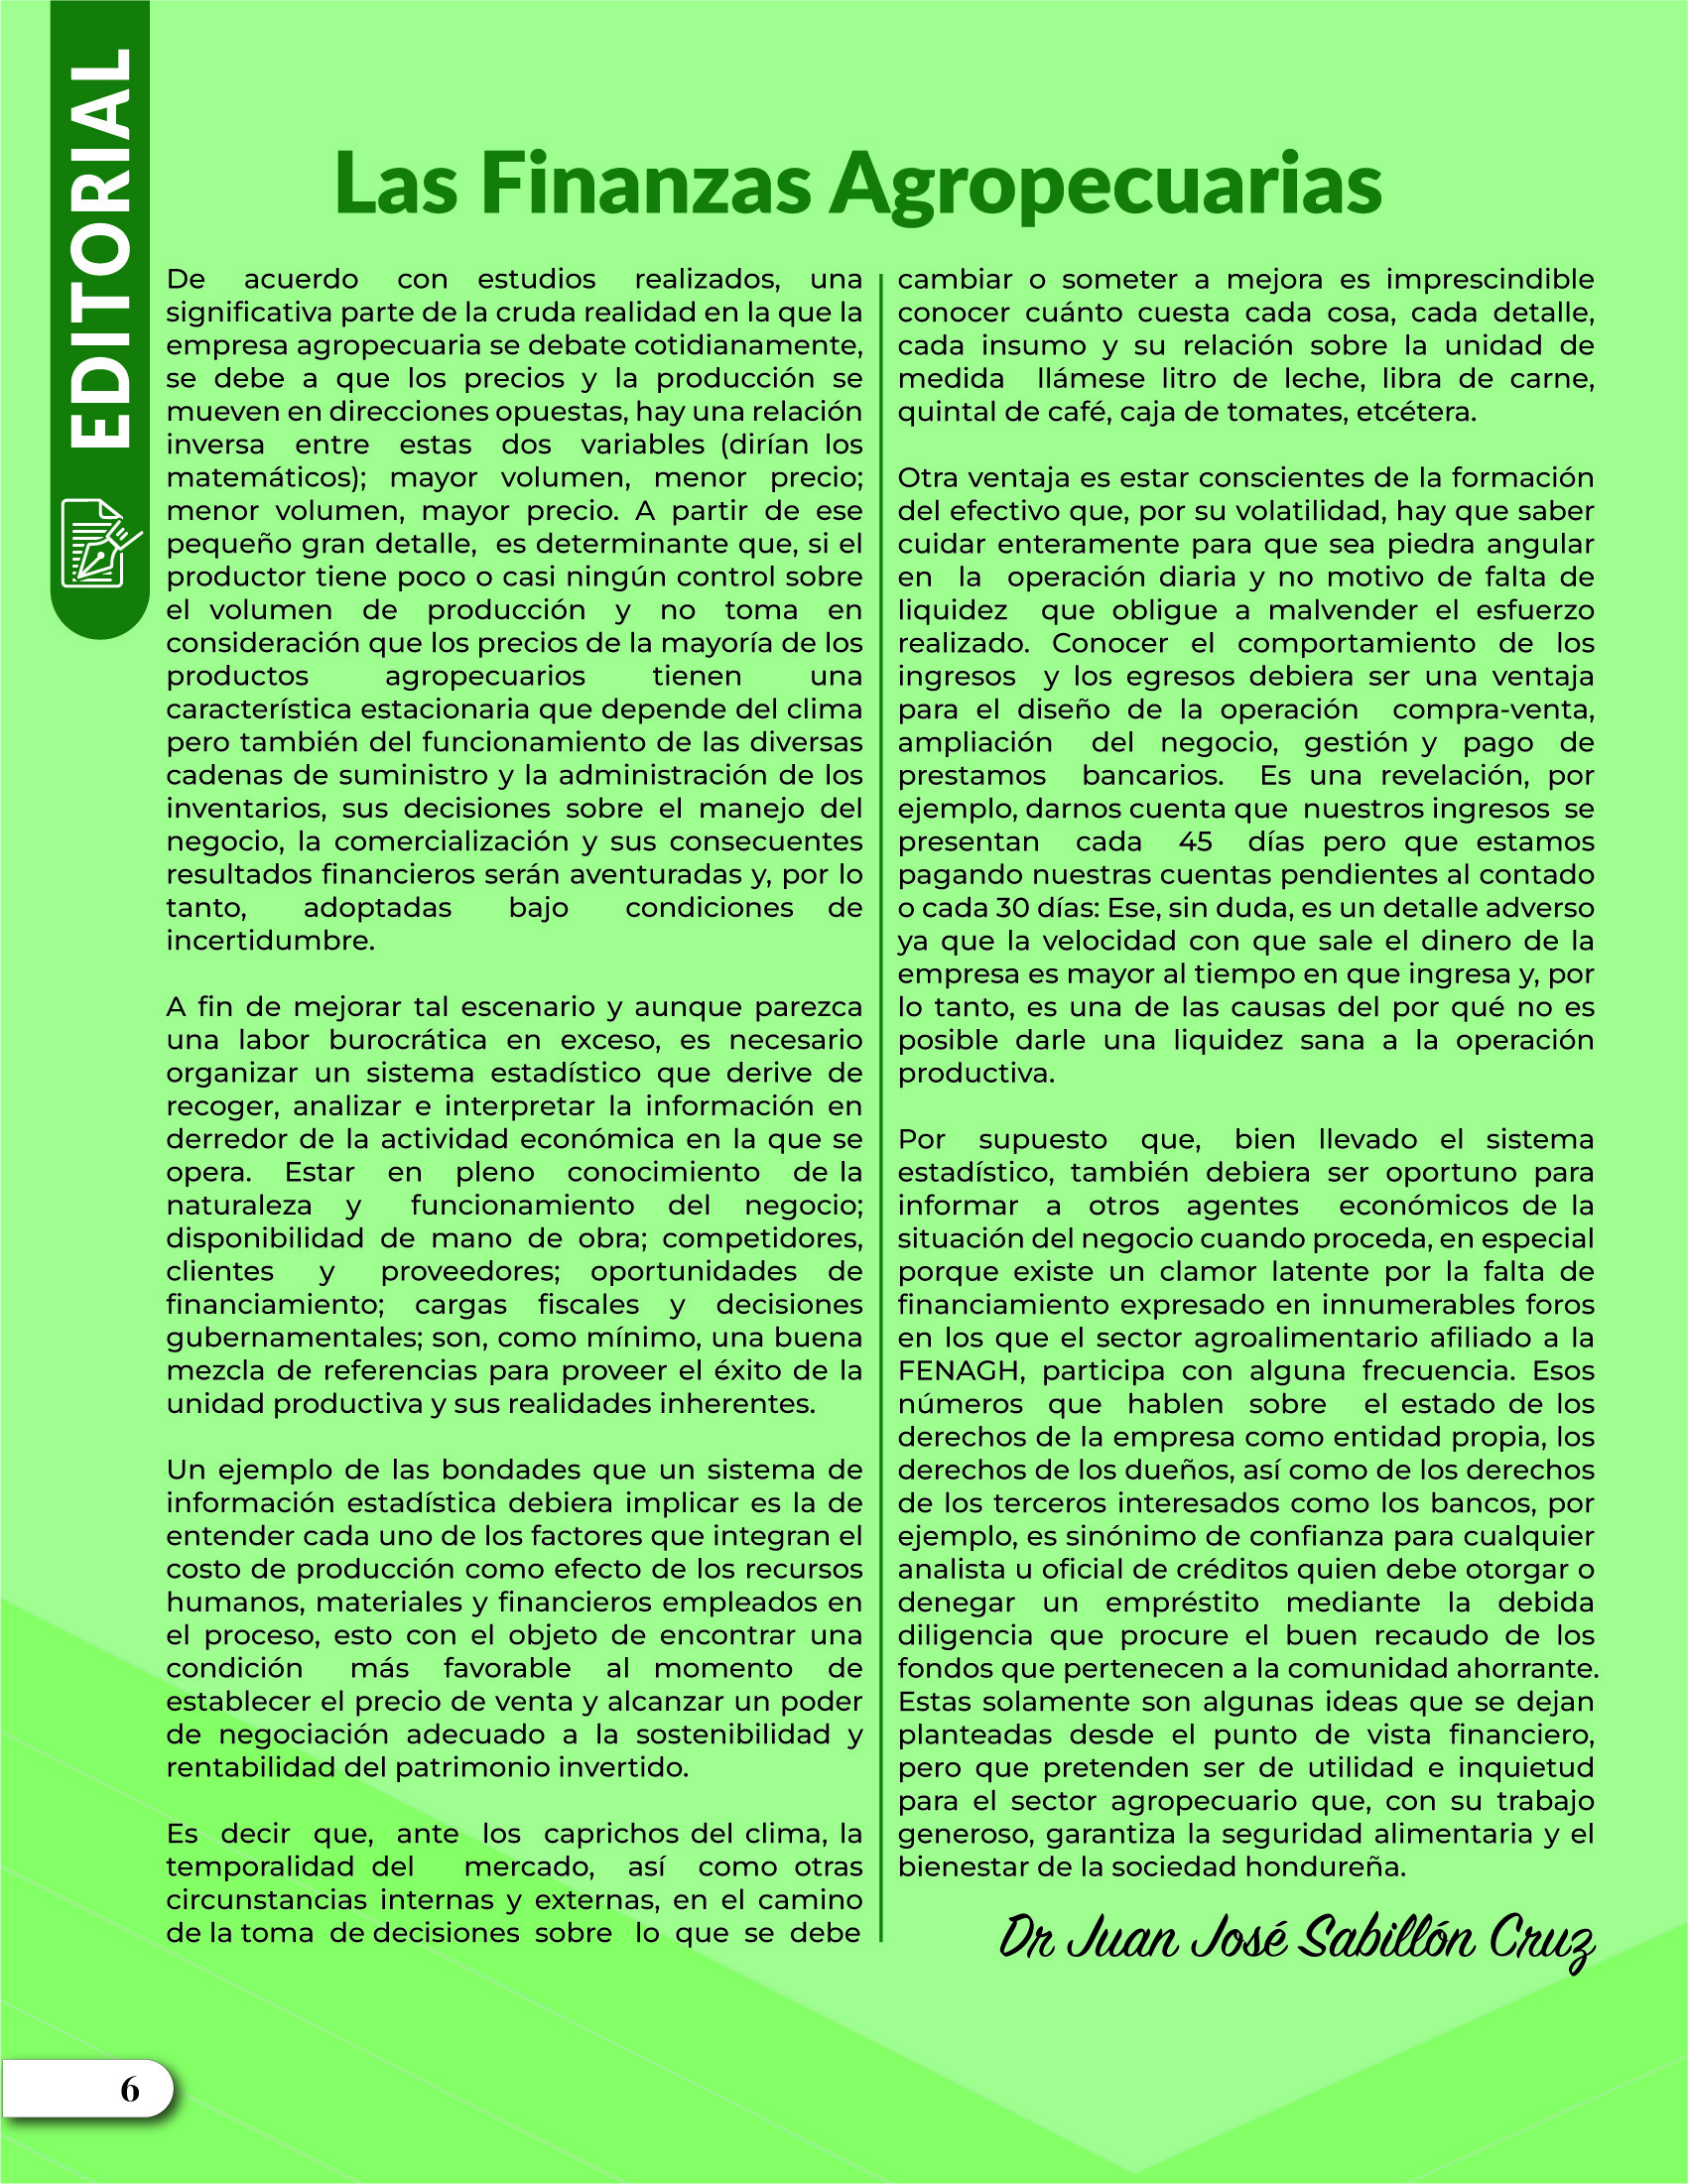 EDITORIAL
Las Finanzas Agropecuarias
De acuerdo con estudios realizados, una
significativa parte de la cruda realidad en la que la
empresa agropecuaria se debate cotidianamente,
se debe a que los precios y la producción se
mueven en direcciones opuestas, hay una relación
inversa entre estas dos variables (dirían los
matemáticos); mayor volumen, menor precio;
menor volumen, mayor precio. A partir de ese
pequeño gran detalle, es determinante que, si el
productor tiene poco o casi ningún control sobre
el volumen de producción y no toma en
consideración que los precios de la mayoría de los
productos agropecuarios tienen una
característica estacionaria que depende del clima
pero también del funcionamiento de las diversas
cadenas de suministro y la administración de los
inventarios, sus decisiones sobre el manejo del
negocio, la comercialización y sus consecuentes
resultados financieros serán aventuradas y, por lo
tanto, adoptadas bajo condiciones de
incertidumbre.
A fin de mejorar tal escenario y aunque parezca
una labor burocrática en exceso, es necesario
organizar un sistema estadístico que derive de
recoger, analizar e interpretar la información en
derredor de la actividad económica en la que se
opera. Estar en pleno conocimiento de la
naturaleza y funcionamiento del negocio;
disponibilidad de mano de obra; competidores,
clientes y proveedores; oportunidades de
financiamiento; cargas fiscales y decisiones
gubernamentales; son, como mínimo, una buena
mezcla de referencias para proveer el éxito de la
unidad productiva y sus realidades inherentes.
Un ejemplo de las bondades que un sistema de
información estadística debiera implicar es la de
entender cada uno de los factores que integran el
costo de producción como efecto de los recursos
humanos, materiales y financieros empleados en
el proceso, esto con el objeto de encontrar una
condición más favorable al momento de
establecer el precio de venta y alcanzar un poder
de negociación adecuado a la sostenibilidad y
rentabilidad del patrimonio invertido.
Es decir que, ante los caprichos del clima, la
temporalidad del mercado, así como otras
circunstancias internas y externas, en el camino
de la toma de decisiones sobre lo que se debe
cambiar o someter a mejora es imprescindible
conocer cuánto cuesta cada cosa, cada detalle,
cada insumo y su relación sobre la unidad de
medida llámese litro de leche, libra de carne,
quintal de café, caja de tomates, etcétera.
Otra ventaja es estar conscientes de la formación
del efectivo que, por su volatilidad, hay que saber
cuidar enteramente para que sea piedra angular
en la operación diaria y no motivo de falta de
liquidez que obligue a malvender el esfuerzo
realizado. Conocer el comportamiento de los
ingresos y los egresos debiera ser una ventaja
para el diseño de la operación compra-venta,
ampliación del negocio, gestión y pago de
prestamos bancarios. Es una revelación, por
ejemplo, darnos cuenta que nuestros ingresos se
presentan cada 45 días pero que estamos
pagando nuestras cuentas pendientes al contado
o cada 30 días: Ese, sin duda, es un detalle adverso
ya que la velocidad con que sale el dinero de la
empresa es mayor al tiempo en que ingresa y, por
lo tanto, es una de las causas del por qué no es
posible darle una liquidez sana a la operación
productiva.
Por supuesto que, bien llevado el sistema
estadístico, también debiera ser oportuno para
informar a otros agentes económicos de la
situación del negocio cuando proceda, en especial
porque existe un clamor latente por la falta de
financiamiento expresado en innumerables foros
en los que el sector agroalimentario afiliado a la
FENAGH, participa con alguna frecuencia. Esos
números que hablen sobre el estado de los
derechos de la empresa como entidad propia, los
derechos de los dueños, así como de los derechos
de los terceros interesados como los bancos, por
ejemplo, es sinónimo de confianza para cualquier
analista u oficial de créditos quien debe otorgar o
denegar un empréstito mediante la debida
diligencia que procure el buen recaudo de los
fondos que pertenecen a la comunidad ahorrante.
Estas solamente son algunas ideas que se dejan
planteadas desde el punto de vista financiero,
pero que pretenden ser de utilidad e inquietud
para el sector agropecuario que, con su trabajo
generoso, garantiza la seguridad alimentaria y el
bienestar de la sociedad hondureña.
Dr Juan José Sabillón Cruz
6